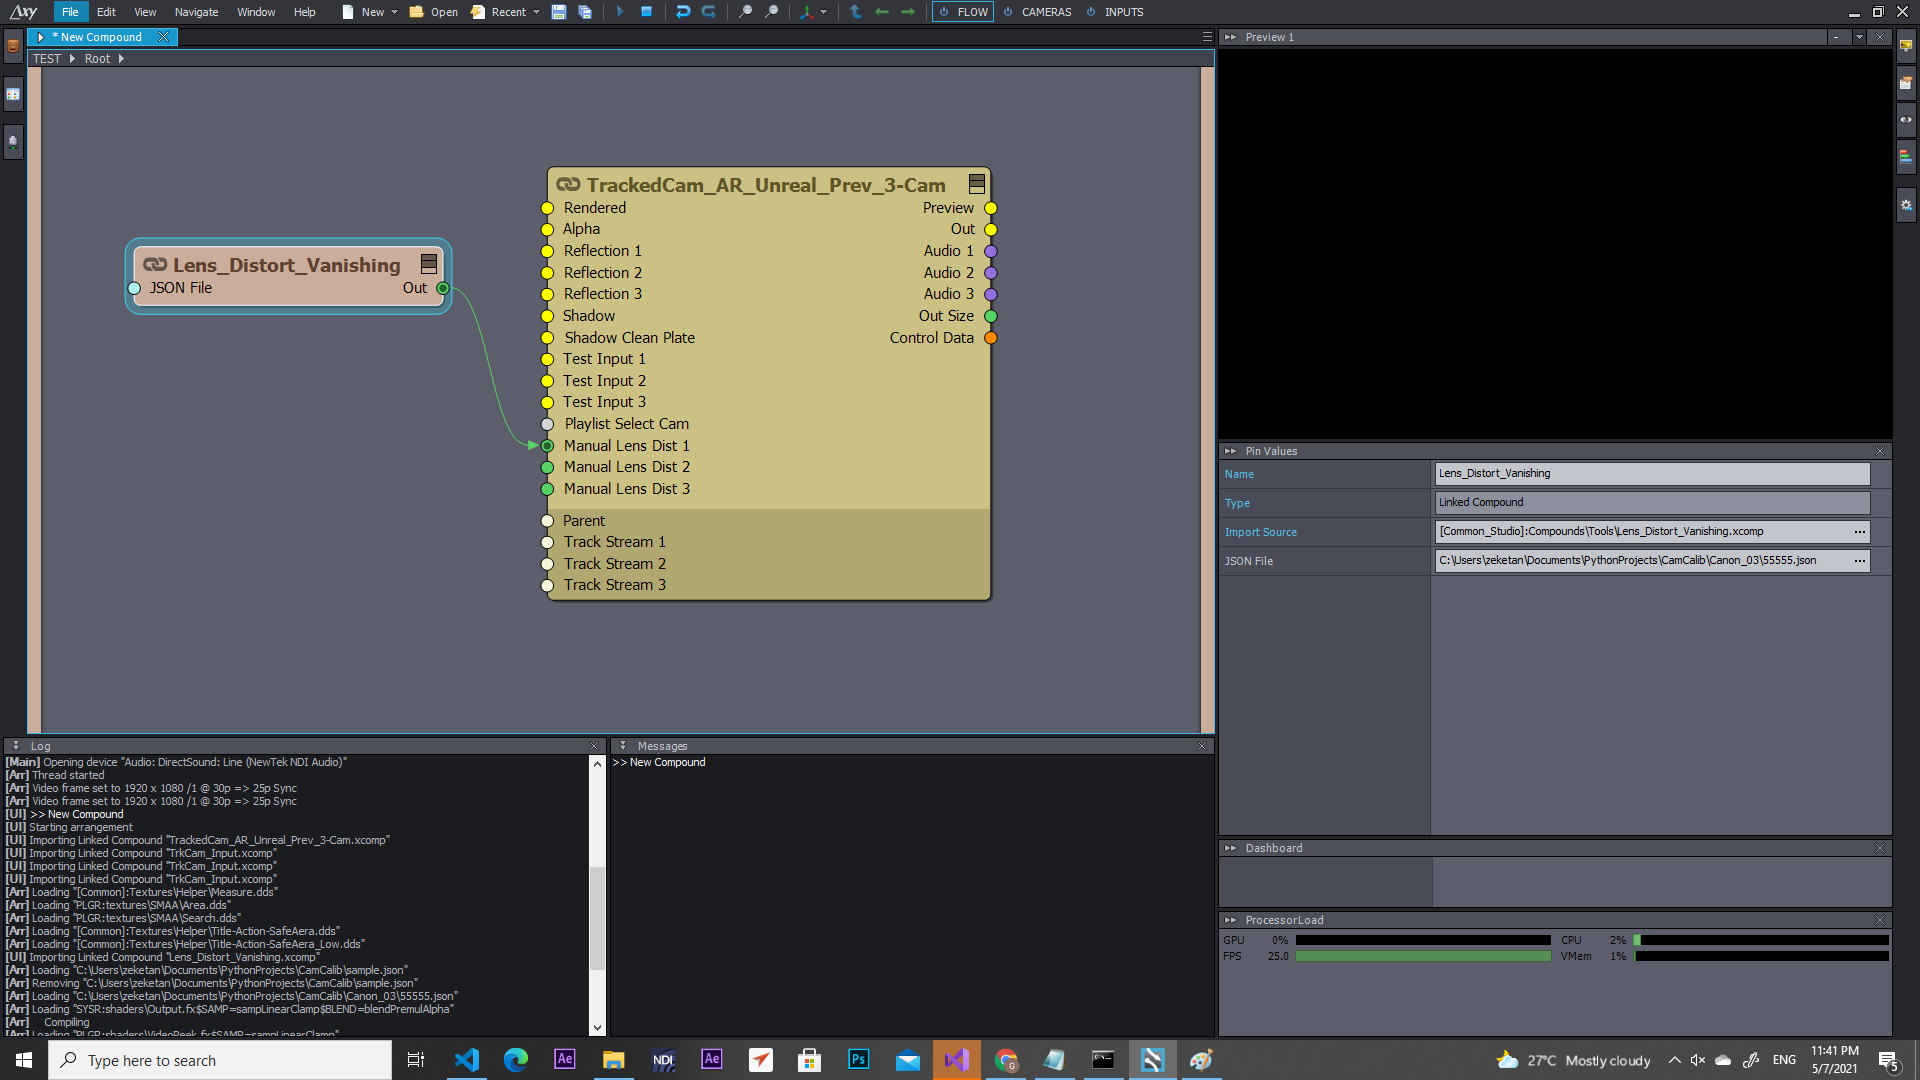 Axy File Edit View Navigate Window Help New Open Recent FLOW CAMERAS INPUTS
* New Compound
TEST Root
TrackedCam_AR_Unreal_Prev_3-Cam
Rendered Preview
Alpha Out
Reflection 1 Audio 1
Reflection 2 Audio 2
Reflection 3 Audio 3
Shadow Out Size
Shadow Clean Plate Control Data
Test Input 1
Test Input 2
Test Input 3
Playlist Select Cam
Manual Lens Dist 1
Manual Lens Dist 2
Manual Lens Dist 3
Parent
Track Stream 1
Track Stream 2
Track Stream 3
Lens_Distort_Vanishing
JSON File Out
Preview 1
Pin Values
Name Lens_Distort_Vanishing
Type Linked Compound
Import Source [Common_Studio]:Compounds\Tools\Lens_Distort_Vanishing.xcomp ...
JSON File C:\Users\zeketan\Documents\PythonProjects\CamCalib\Canon_03\55555.json ...
Log
[Main] Opening device "Audio: DirectSound: Line (NewTek NDI Audio)"
[Arr] Thread started
[Arr] Video frame set to 1920 x 1080 /1 @ 30p => 25p Sync
[Arr] Video frame set to 1920 x 1080 /1 @ 30p => 25p Sync
[UI] >> New Compound
[UI] Starting arrangement
[UI] Importing Linked Compound "TrackedCam_AR_Unreal_Prev_3-Cam.xcomp"
[UI] Importing Linked Compound "TrkCam_Input.xcomp"
[UI] Importing Linked Compound "TrkCam_Input.xcomp"
[UI] Importing Linked Compound "TrkCam_Input.xcomp"
[Arr] Loading "[Common]:Textures\Helper\Measure.dds"
[Arr] Loading "PLGR:textures\SMAA\Area.dds"
[Arr] Loading "PLGR:textures\SMAA\Search.dds"
[Arr] Loading "[Common]:Textures\Helper\Title-Action-SafeAera.dds"
[Arr] Loading "[Common]:Textures\Helper\Title-Action-SafeAera_Low.dds"
[UI] Importing Linked Compound "Lens_Distort_Vanishing.xcomp"
[Arr] Loading "C:\Users\zeketan\Documents\PythonProjects\CamCalib\sample.json"
[Arr] Removing "C:\Users\zeketan\Documents\PythonProjects\CamCalib\sample.json"
[Arr] Loading "C:\Users\zeketan\Documents\PythonProjects\CamCalib\Canon_03\55555.json"
[Arr] Loading "SYSR:shaders\Output.fx$SAMP=sampLinearClamp$BLEND=blendPremulAlpha"
[Arr] Compiling
[Arr] Loading "PLGR:shaders\VideoPeek.fx$SAMP=sampLinearClamp"
Messages
>> New Compound
Dashboard
ProcessorLoad
GPU 0% CPU 2%
FPS 25.0 VMem 1%
Type here to search
Ae NDI Ae Ps G
27°C Mostly cloudy ENG
11:41 PM
5/7/2021
5